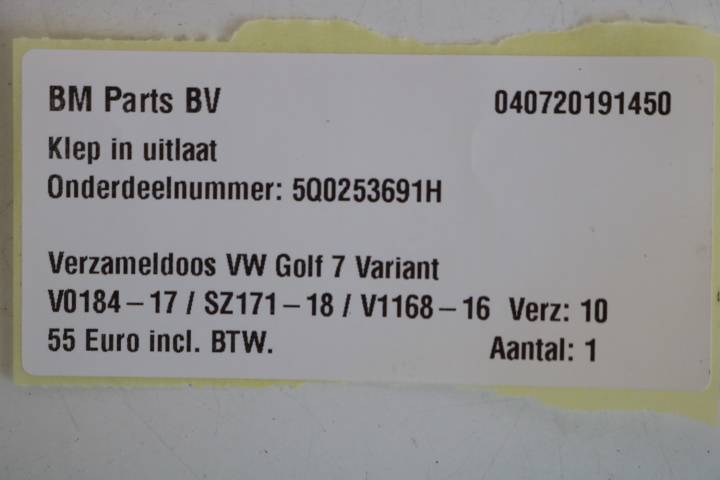 BM Parts BV 040720191450
Klep in uitlaat
Onderdeelnummer: 5Q0253691H
Verzameldoos VW Golf 7 Variant
V0184 – 17 / SZ171 – 18 / V1168 – 16 Verz: 10
55 Euro incl. BTW. Aantal: 1